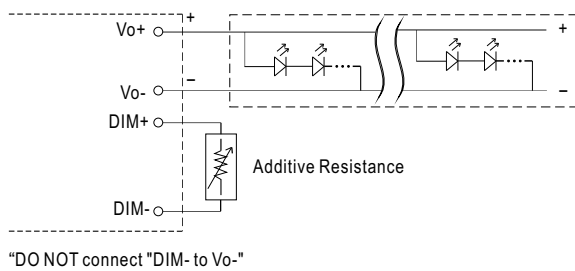 Vo+
+
+
Vo-
−
−
DIM+
Additive Resistance
DIM-
“DO NOT connect "DIM- to Vo-"